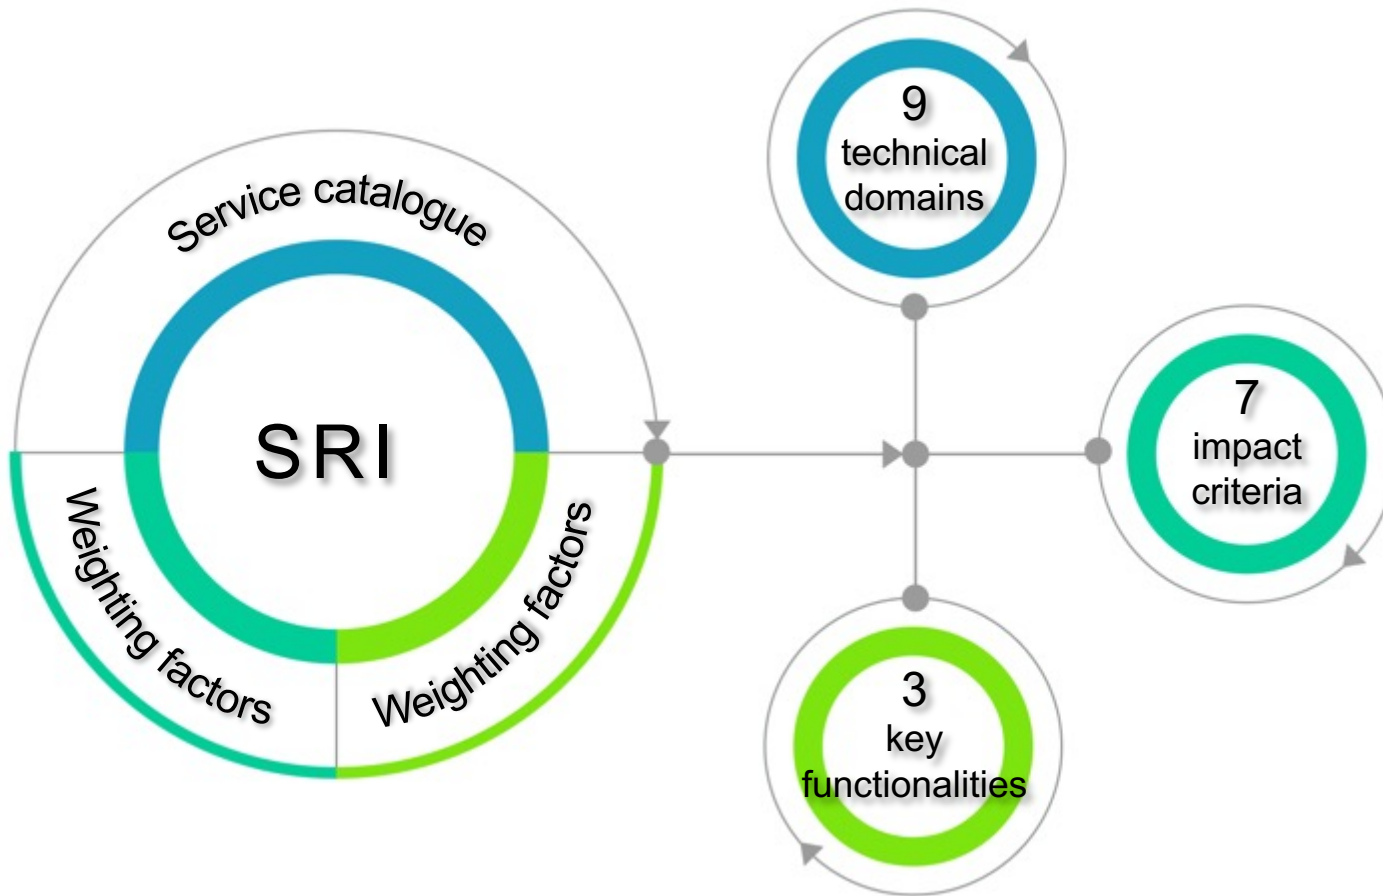 Service catalogue
SRI
Weighting factors
Weighting factors
9
technical
domains
7
impact
criteria
3
key
functionalities